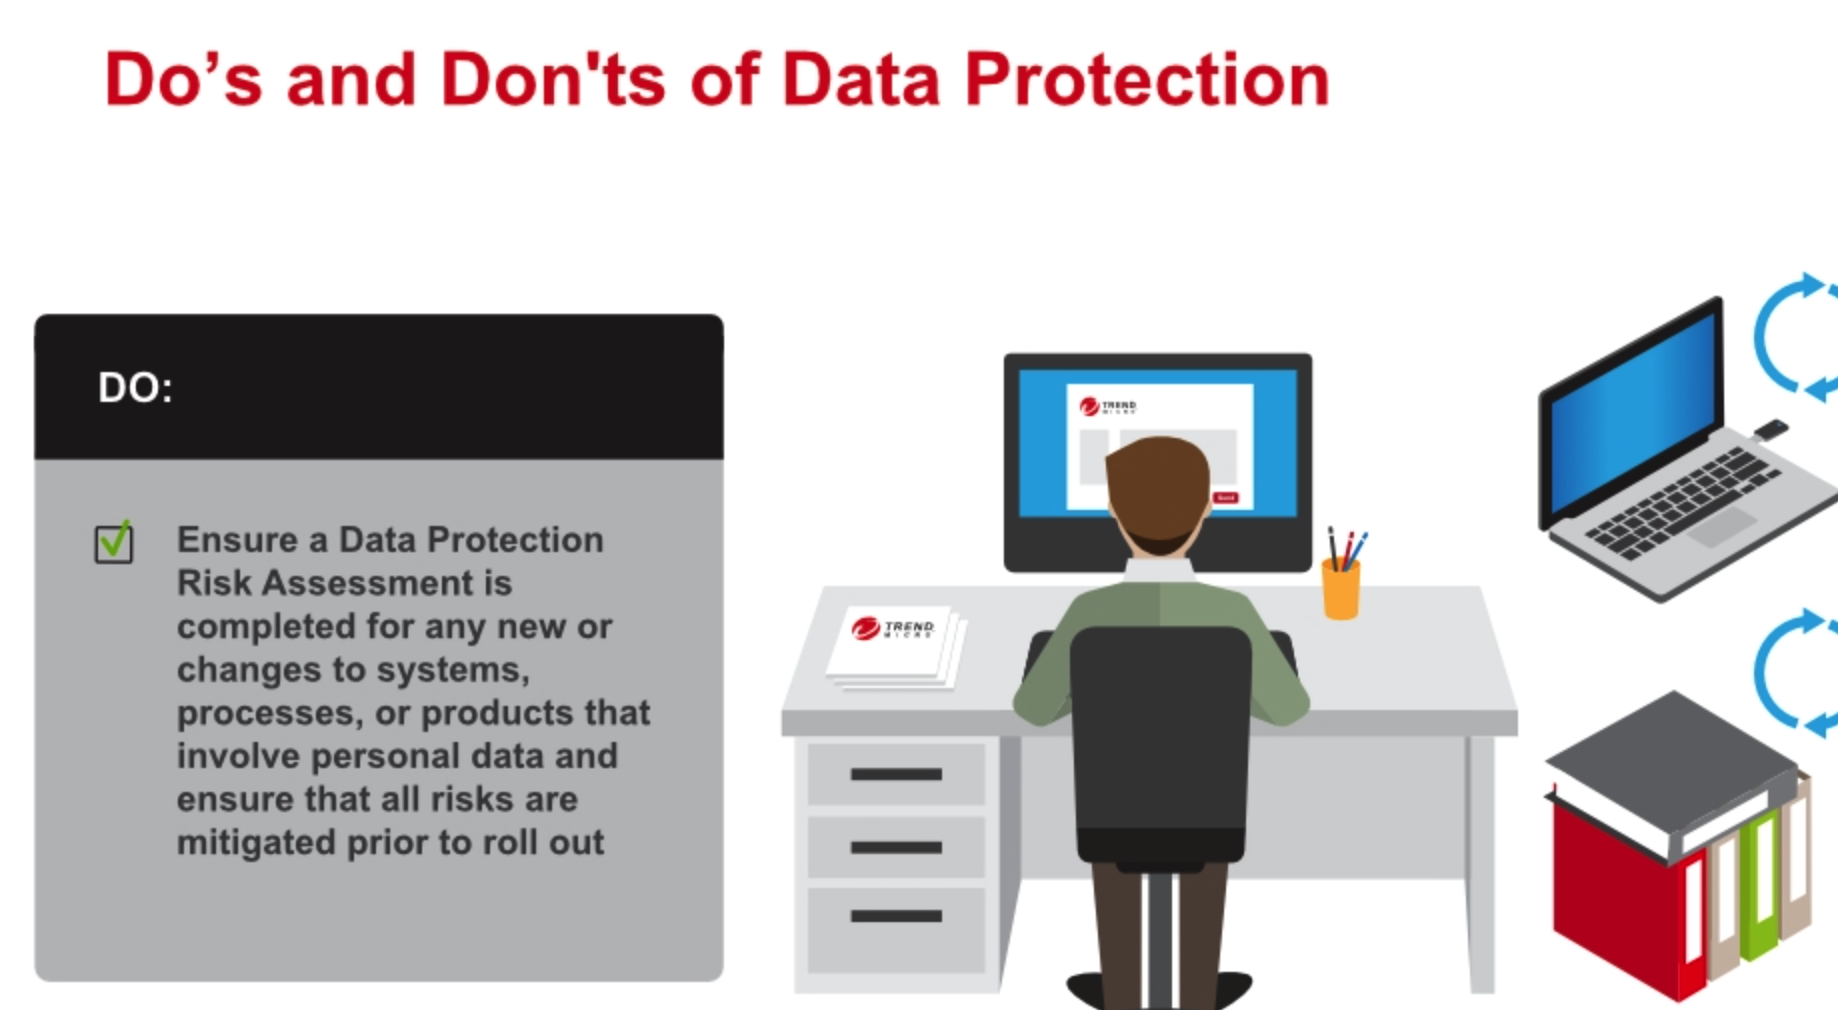 Do’s and Don'ts of Data Protection
DO:
Ensure a Data Protection
Risk Assessment is
completed for any new or
changes to systems,
processes, or products that
involve personal data and
ensure that all risks are
mitigated prior to roll out
TREND
MICRO
TREND
MICRO